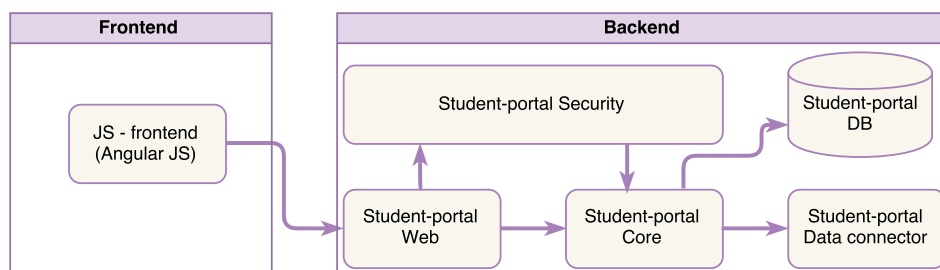 Frontend
Backend
JS - frontend
(Angular JS)
Student-portal Security
Student-portal
DB
Student-portal
Web
Student-portal
Core
Student-portal
Data connector